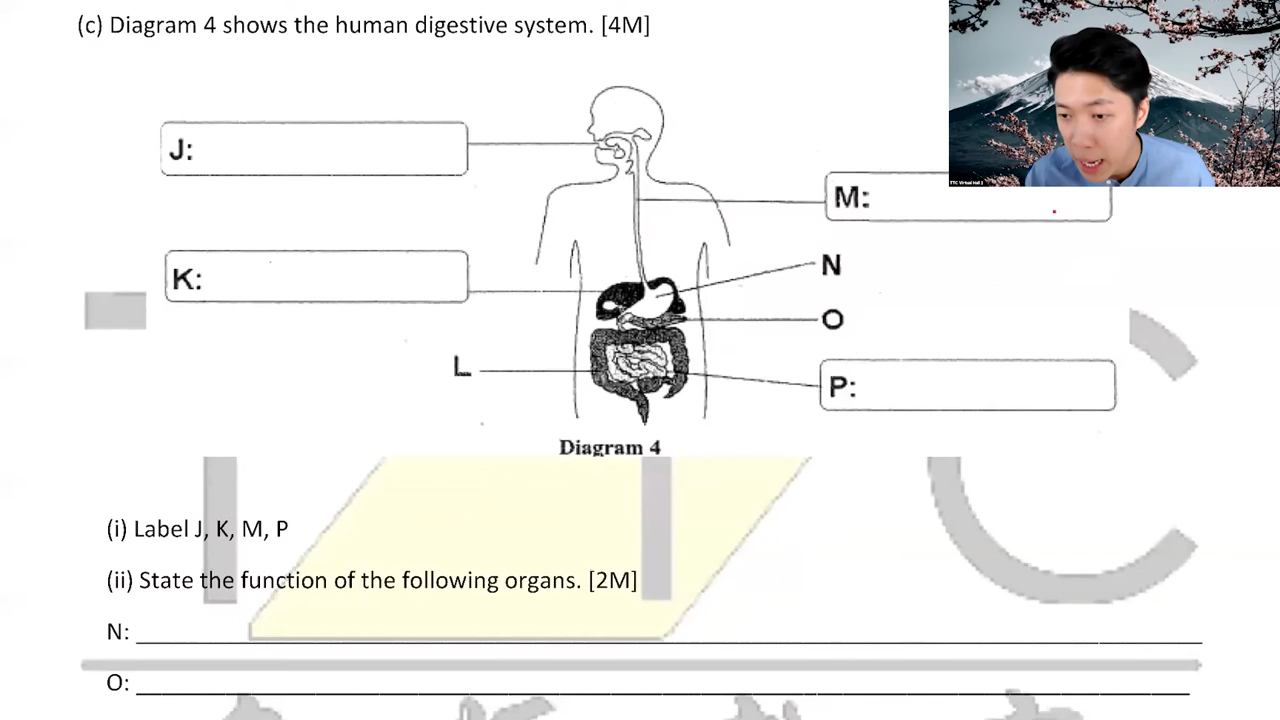 (c) Diagram 4 shows the human digestive system. [4M]
J:
M:
K:
N
O
L
P:
Diagram 4
(i) Label J, K, M, P
(ii) State the function of the following organs. [2M]
N:
O: